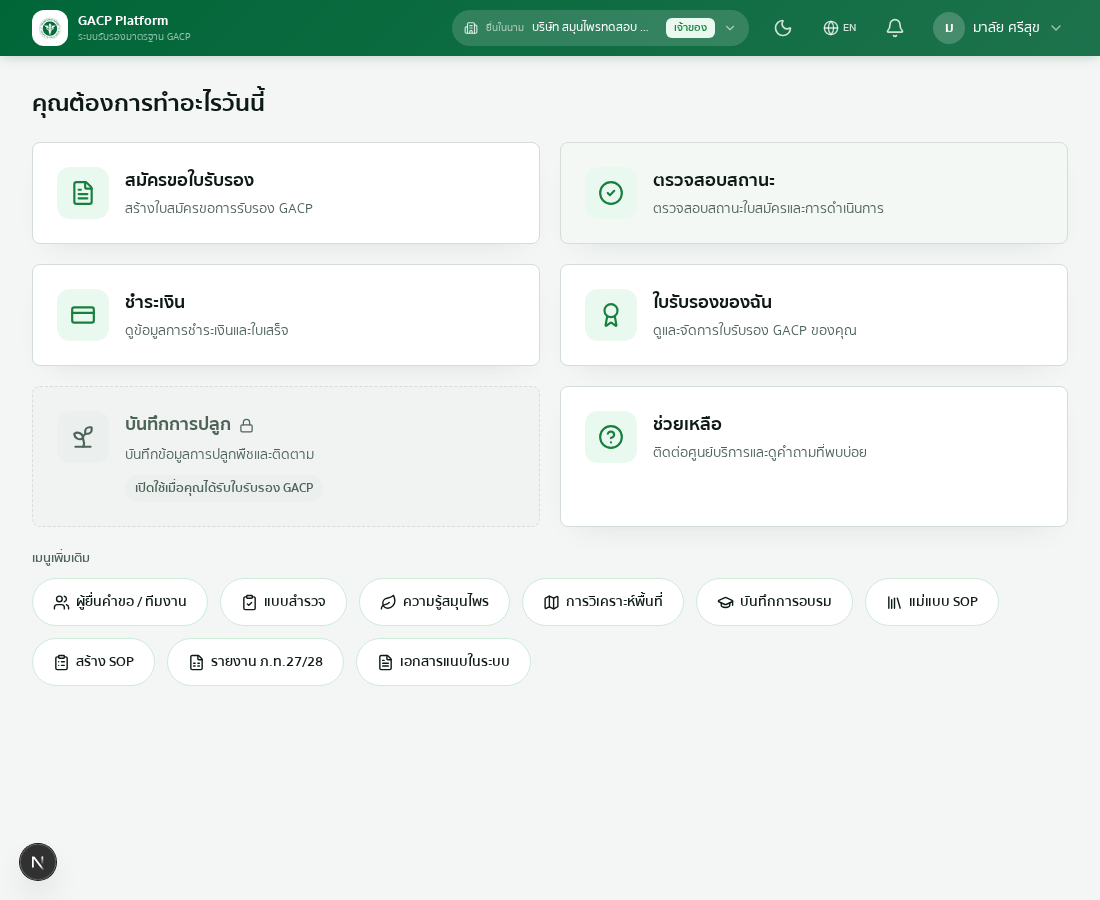 GACP Platform
ระบบรับรองมาตรฐาน GACP
ยื่นในนาม บริษัท สมุนไพรทดสอบ ... เจ้าของ
EN
ม มาลัย ศรีสุข
คุณต้องการทำอะไรวันนี้
สมัครขอใบรับรอง
สร้างใบสมัครขอการรับรอง GACP
ตรวจสอบสถานะ
ตรวจสอบสถานะใบสมัครและการดำเนินการ
ชำระเงิน
ดูข้อมูลการชำระเงินและใบเสร็จ
ใบรับรองของฉัน
ดูและจัดการใบรับรอง GACP ของคุณ
บันทึกการปลูก
บันทึกข้อมูลการปลูกพืชและติดตาม
เปิดใช้เมื่อคุณได้รับใบรับรอง GACP
ช่วยเหลือ
ติดต่อศูนย์บริการและดูคำถามที่พบบ่อย
เมนูเพิ่มเติม
ผู้ยื่นคำขอ / ทีมงาน
แบบสำรวจ
ความรู้สมุนไพร
การวิเคราะห์พื้นที่
บันทึกการอบรม
แม่แบบ SOP
สร้าง SOP
รายงาน ภ.ท.27/28
เอกสารแนบในระบบ
N